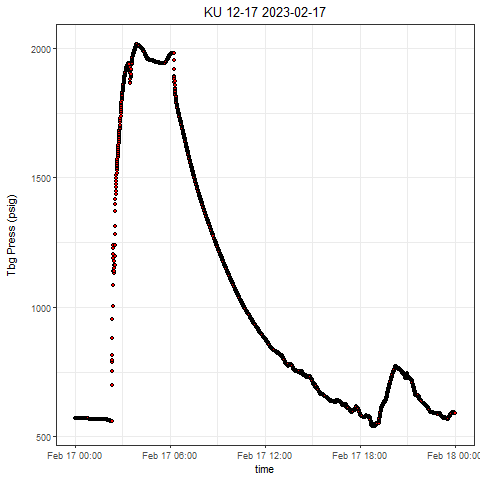 KU 12-17 2023-02-17
2000
1500
1000
500
Tbg Press (psig)
Feb 17 00:00 Feb 17 06:00 Feb 17 12:00 Feb 17 18:00 Feb 18 00:00
time